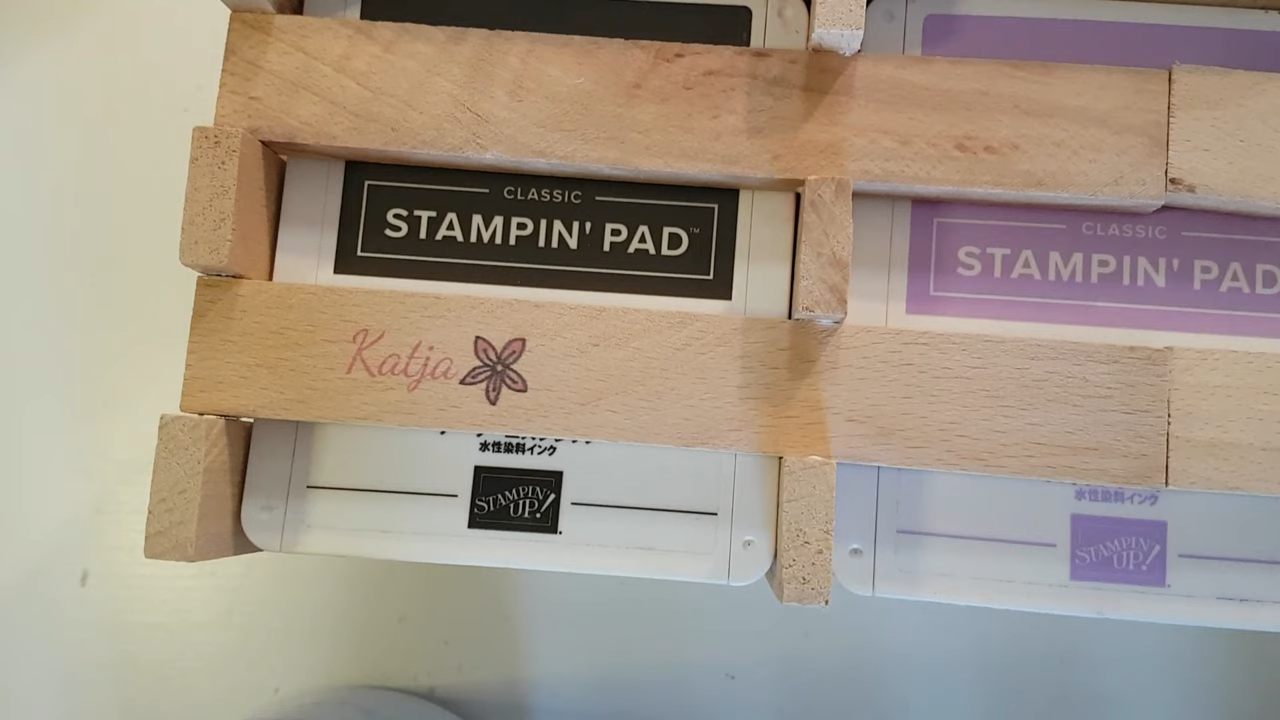 CLASSIC
STAMPIN' PAD™
CLASSIC
STAMPIN' PAD
Katja
水性染料インク
STAMPIN'
UP!
水性染料インク
STAMPIN'
UP!